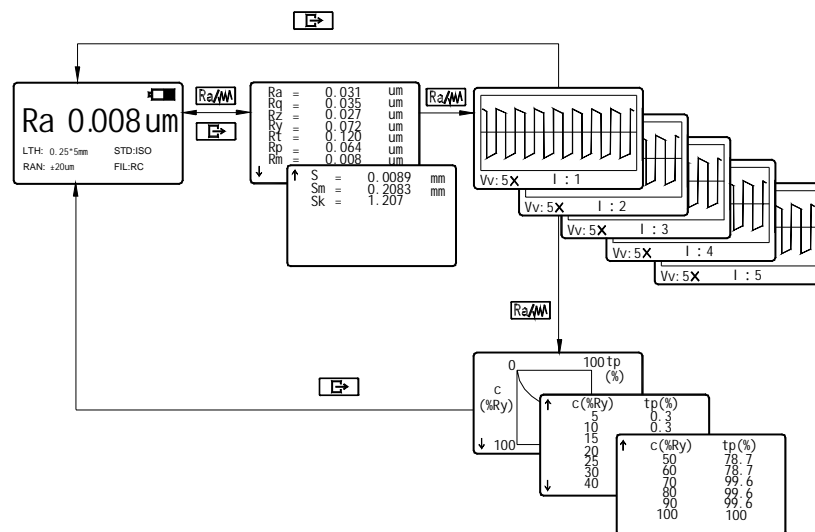 Ra 0.008 um
LTH: 0.25*5mm STD:ISO
RAN: ±20um FIL:RC
Ra/
Ra = 0.031 um
Rq = 0.035 um
Rz = 0.027 um
Ry = 0.072 um
Rt = 0.120 um
Rp = 0.064 um
Rm = 0.008 um
↓
↑ S = 0.0089 mm
Sm = 0.2083 mm
Sk = 1.207
Ra/
Vv: 5X l : 1
Vv: 5X l : 2
Vv: 5X l : 3
Vv: 5X l : 4
Vv: 5X l : 5
Ra/
0 100 tp
(%)
c
(%Ry)
↓ 100
↑ c(%Ry) tp(%)
5 0.3
10 0.3
15
20
25
30
↓ 40
↑ c(%Ry) tp(%)
50 78.7
60 78.7
70 99.6
80 99.6
90 99.6
100 100